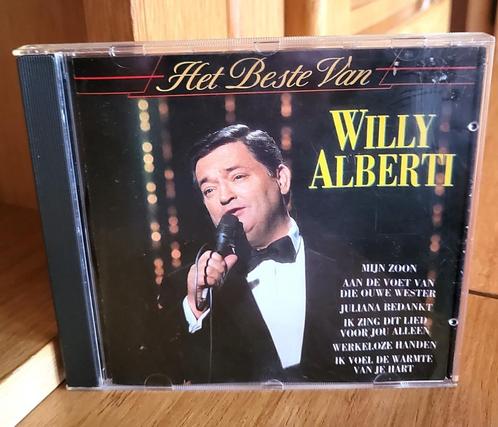 Het Beste Van
WILLY
ALBERTI
MIJN ZOON
AAN DE VOET VAN
DIE OUWE WESTER
JULIANA BEDANKT
IK ZING DIT LIED
VOOR JOU ALLEEN
WERKELOZE HANDEN
IK VOEL DE WARMTE
VAN JE HART